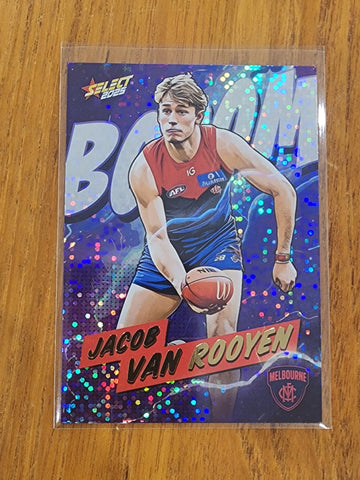 SELECT
2023
BOOM
IG
AFL
JACOB
VAN ROOYEN
MELBOURNE